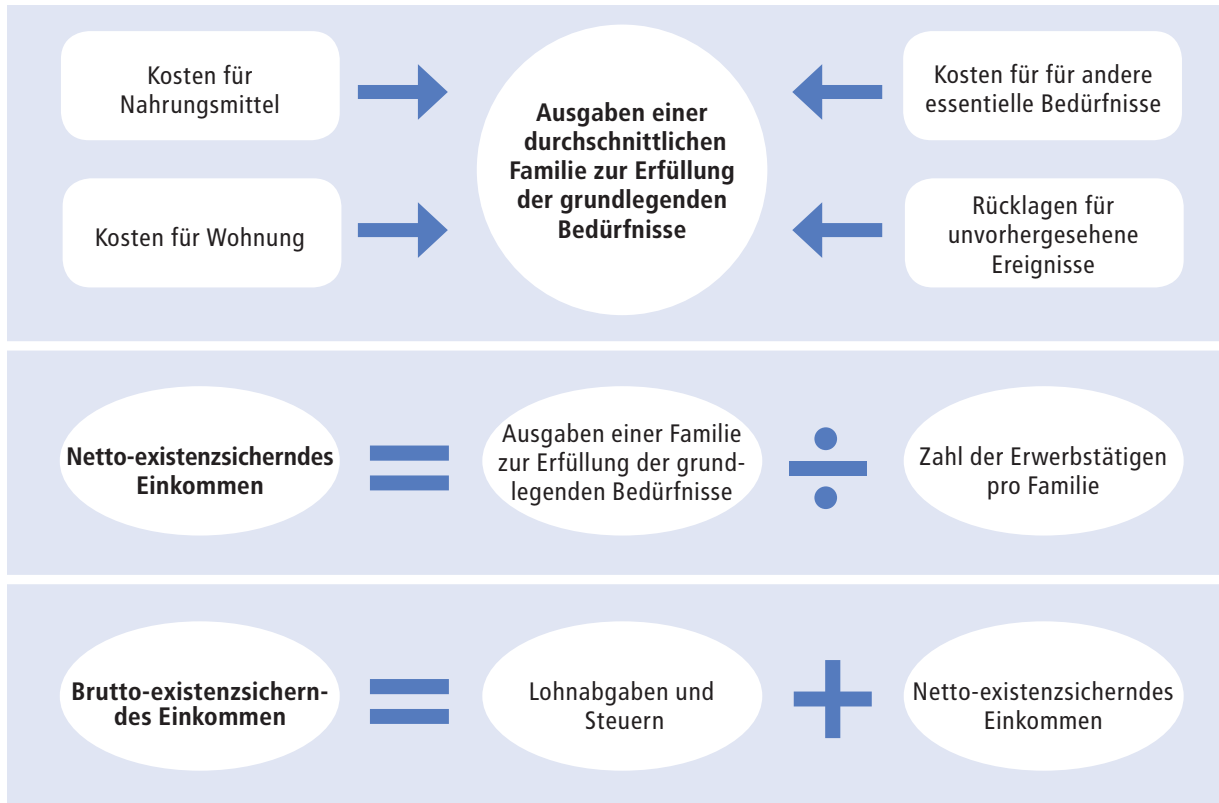 Kosten für
Nahrungsmittel
Kosten für Wohnung
Ausgaben einer
durchschnittlichen
Familie zur Erfüllung
der grundlegenden
Bedürfnisse
Kosten für für andere
essentielle Bedürfnisse
Rücklagen für
unvorhergesehene
Ereignisse
Netto-existenzsicherndes
Einkommen
=
Ausgaben einer Familie
zur Erfüllung der grund-
legenden Bedürfnisse
÷
Zahl der Erwerbstätigen
pro Familie
Brutto-existenzsichern-
des Einkommen
=
Lohnabgaben und
Steuern
+
Netto-existenzsicherndes
Einkommen